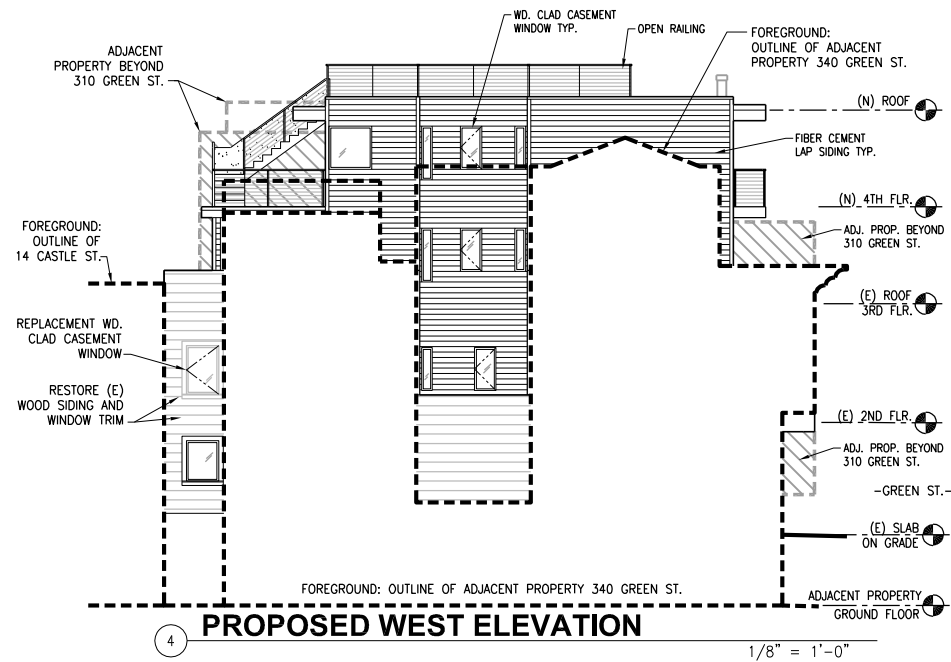 WD. CLAD CASEMENT
WINDOW TYP.
OPEN RAILING
FOREGROUND:
OUTLINE OF ADJACENT
PROPERTY 340 GREEN ST.
ADJACENT
PROPERTY BEYOND
310 GREEN ST.
(N) ROOF
FIBER CEMENT
LAP SIDING TYP.
(N) 4TH FLR.
ADJ. PROP. BEYOND
310 GREEN ST.
FOREGROUND:
OUTLINE OF
14 CASTLE ST.
(E) ROOF
3RD FLR.
REPLACEMENT WD.
CLAD CASEMENT
WINDOW
RESTORE (E)
WOOD SIDING AND
WINDOW TRIM
(E) 2ND FLR.
ADJ. PROP. BEYOND
310 GREEN ST.
-GREEN ST.-
(E) SLAB
ON GRADE
FOREGROUND: OUTLINE OF ADJACENT PROPERTY 340 GREEN ST.
ADJACENT PROPERTY
GROUND FLOOR
4 PROPOSED WEST ELEVATION
1/8" = 1'-0"